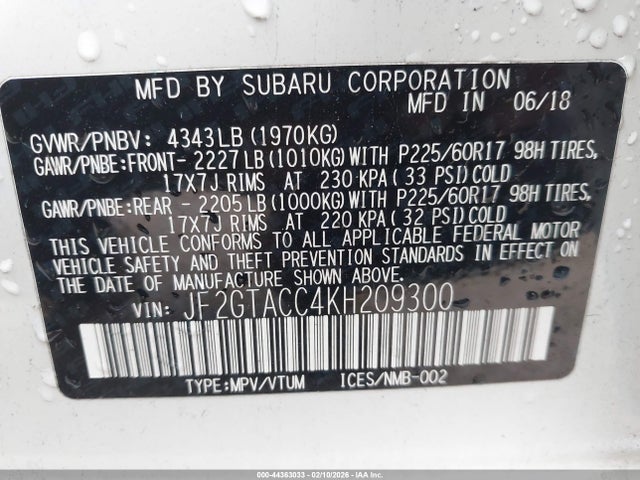 MFD BY SUBARU CORPORATION
MFD IN 06/18
GVWR/PNBV: 4343LB (1970KG)
GAWR/PNBE:FRONT- 2227LB (1010KG) WITH P225/60R17 98H TIRES,
17X7J RIMS AT 230 KPA ( 33 PSI) COLD
GAWR/PNBE:REAR - 2205LB (1000KG) WITH P225/60R17 98H TIRES,
17X7J RIMS AT 220 KPA ( 32 PSI) COLD
THIS VEHICLE CONFORMS TO ALL APPLICABLE FEDERAL MOTOR
VEHICLE SAFETY AND THEFT PREVENTION STANDARDS IN EFFECT ON
THE DATE OF MANUFACTURE SHOWN ABOVE.
VIN: JF2GTACC4KH209300
TYPE:MPV/VTUM ICES/NMB-002
000-44363033 - 02/10/2026 - IAA, Inc.